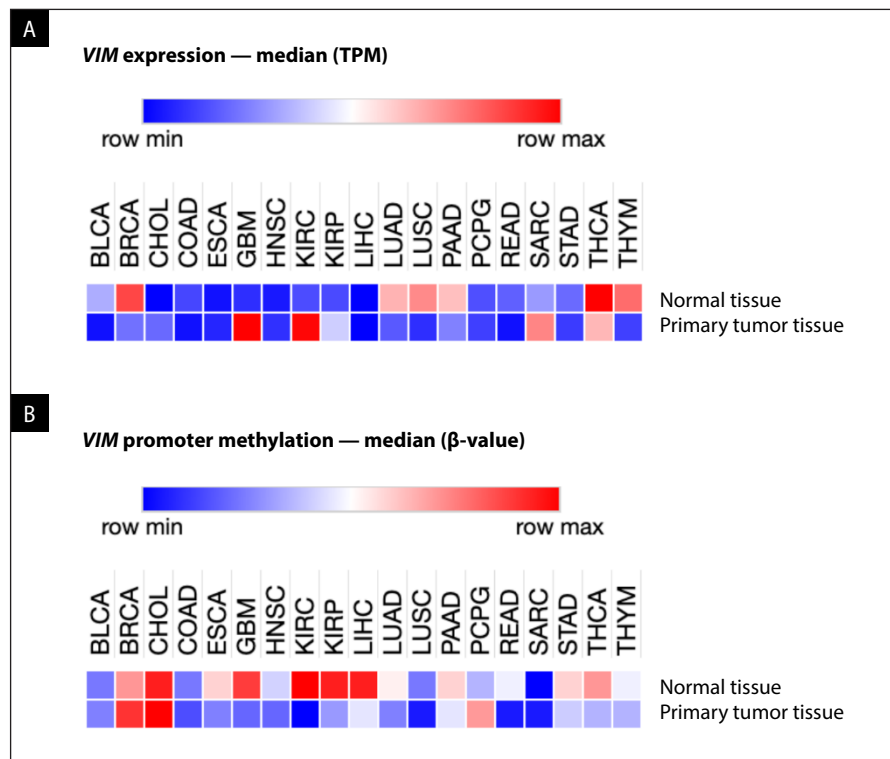 A
VIM expression — median (TPM)
row min row max
BLCA BRCA CHOL COAD ESCA GBM HNSC KIRC KIRP LIHC LUAD LUSC PAAD PCPG READ SARC STAD THCA THYM
Normal tissue
Primary tumor tissue
B
VIM promoter methylation — median (β-value)
row min row max
BLCA BRCA CHOL COAD ESCA GBM HNSC KIRC KIRP LIHC LUAD LUSC PAAD PCPG READ SARC STAD THCA THYM
Normal tissue
Primary tumor tissue